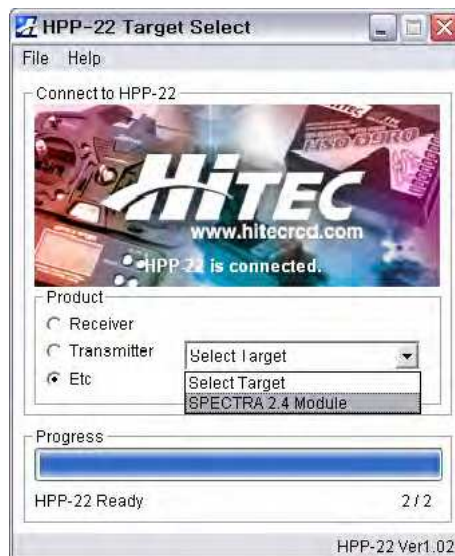 HPP-22 Target Select
File Help
Connect to HPP-22
HITEC
www.hitecrcd.com
HPP-22 is connected.
Product
Receiver
Transmitter
Select Target
Etc
Select Target
SPECTRA 2.4 Module
Progress
HPP-22 Ready 2 / 2
HPP-22 Ver1.02